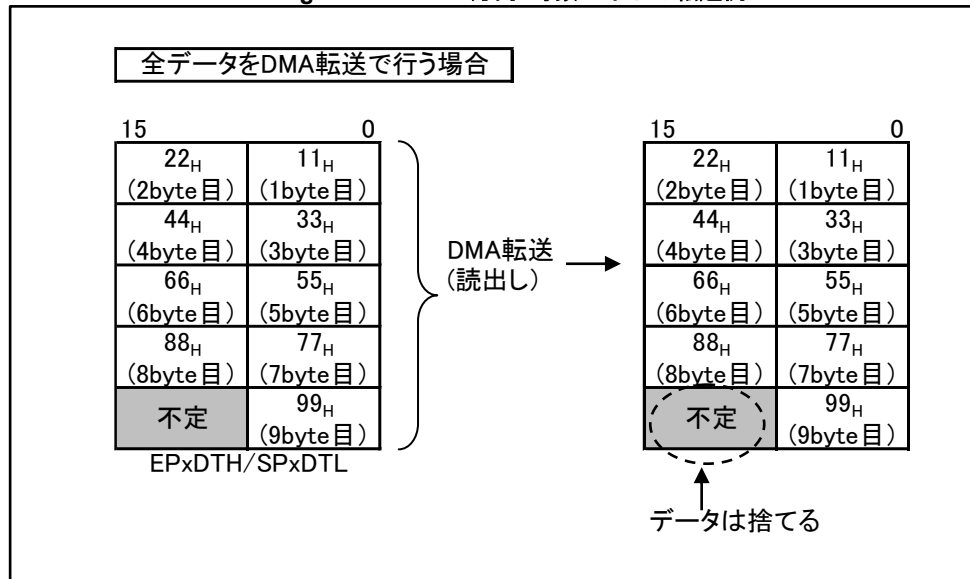 全データをDMA転送で行う場合
15 0
22H 11H
(2byte目) (1byte目)
44H 33H
(4byte目) (3byte目)
66H 55H
(6byte目) (5byte目)
88H 77H
(8byte目) (7byte目)
不定 99H
(9byte目)
EPxDTH/SPxDTL
DMA転送
(読出し)
15 0
22H 11H
(2byte目) (1byte目)
44H 33H
(4byte目) (3byte目)
66H 55H
(6byte目) (5byte目)
88H 77H
(8byte目) (7byte目)
不定 99H
(9byte目)
データは捨てる